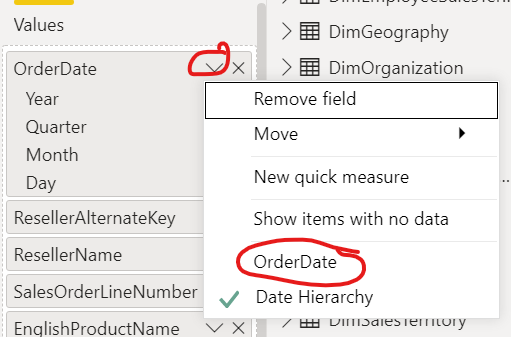 Values
OrderDate
Year
Quarter
Month
Day
ResellerAlternateKey
ResellerName
SalesOrderLineNumber
EnglishProductName
DimGeography
DimOrganization
Remove field
Move
New quick measure
Show items with no data
OrderDate
Date Hierarchy
DimSalesTerritory